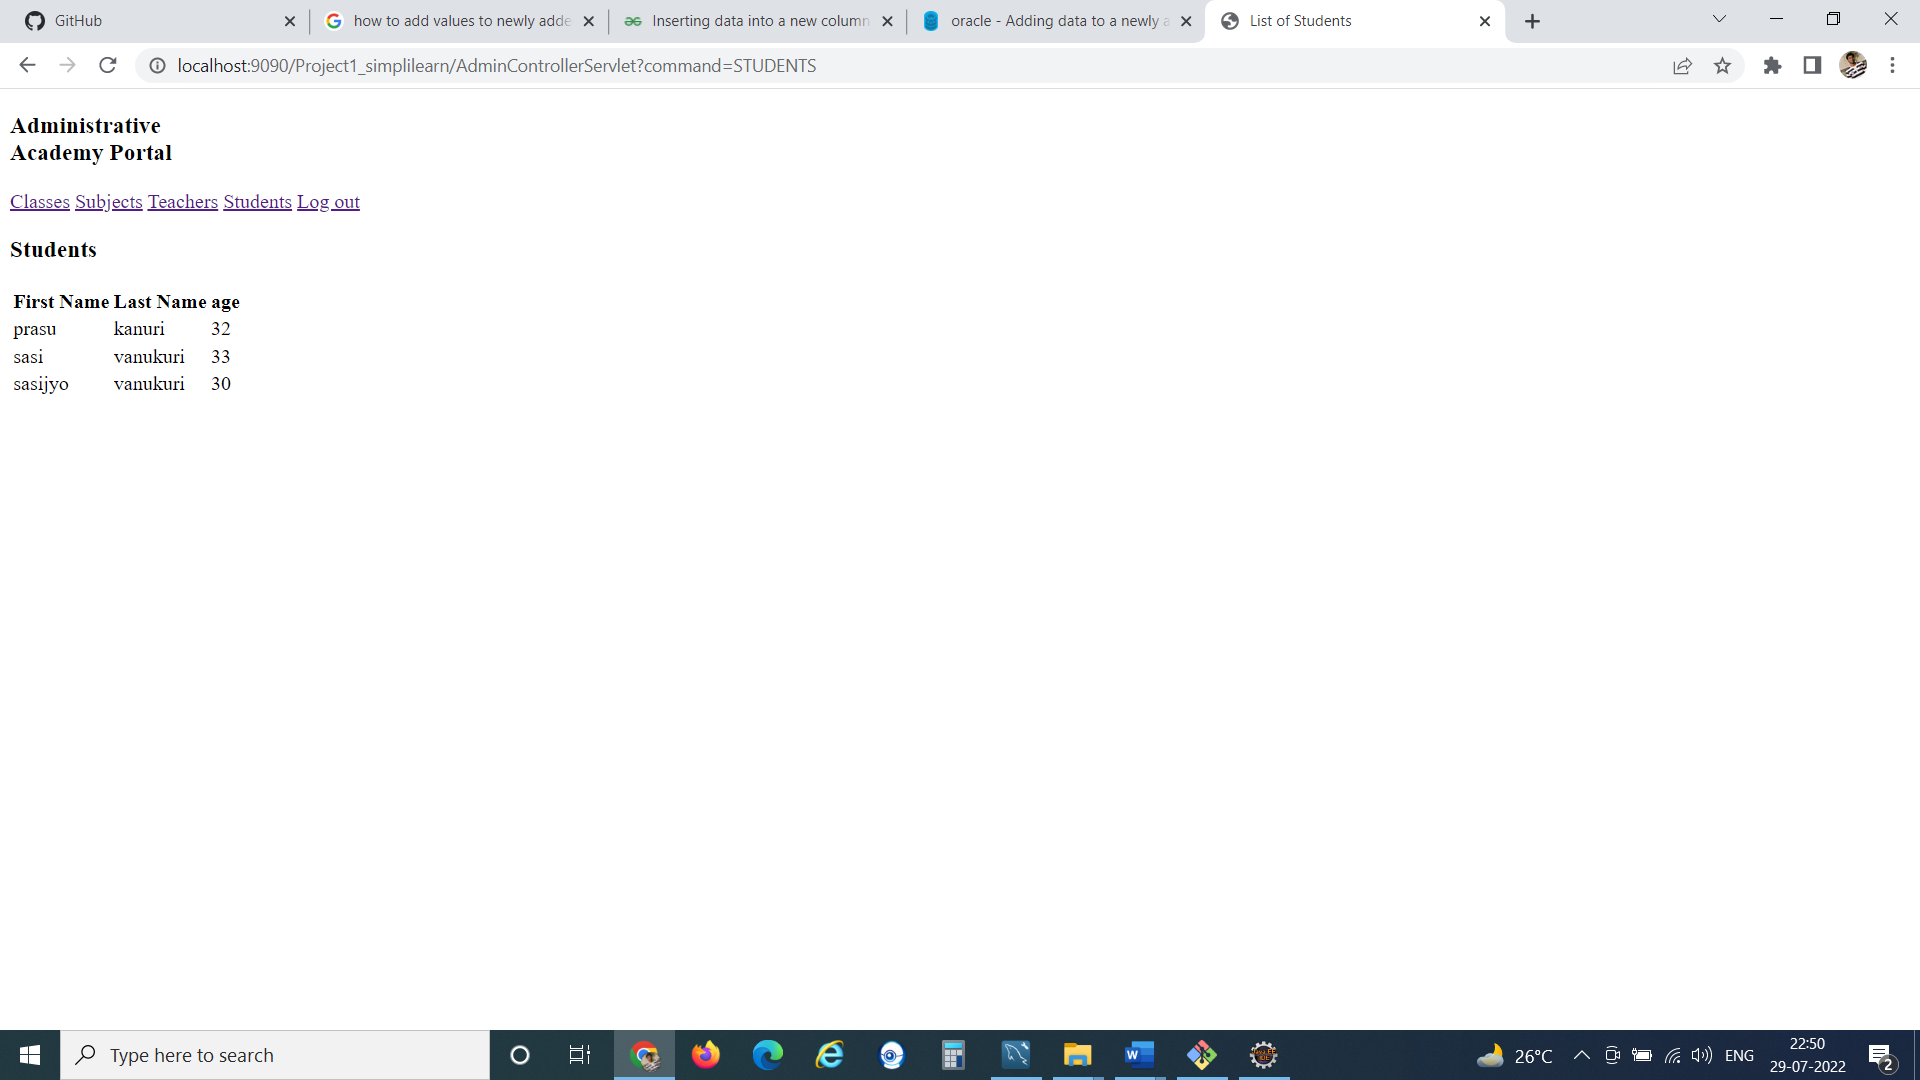 GitHub
how to add values to newly adde
Inserting data into a new column
oracle - Adding data to a newly a
List of Students
localhost:9090/Project1_simplilearn/AdminControllerServlet?command=STUDENTS
Administrative
Academy Portal
Classes Subjects Teachers Students Log out
Students
First Name Last Name age
prasu kanuri 32
sasi vanukuri 33
sasijyo vanukuri 30
Type here to search
26°C
ENG
22:50
29-07-2022
2